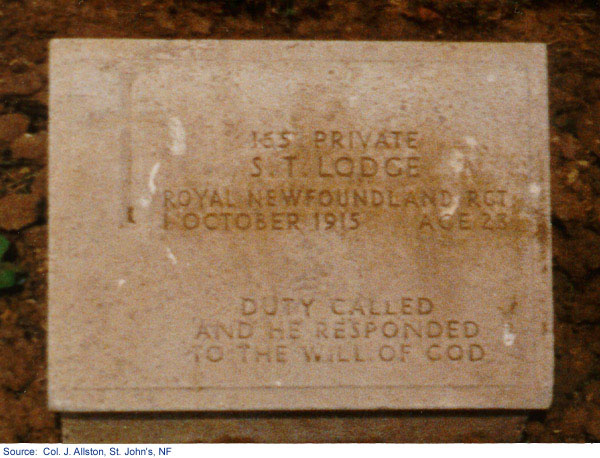 165 PRIVATE
S. T. LODGE
ROYAL NEWFOUNDLAND RGT.
1 OCTOBER 1915 AGE 23
DUTY CALLED
AND HE RESPONDED
TO THE WILL OF GOD
Source: Col. J. Allston, St. John's, NF